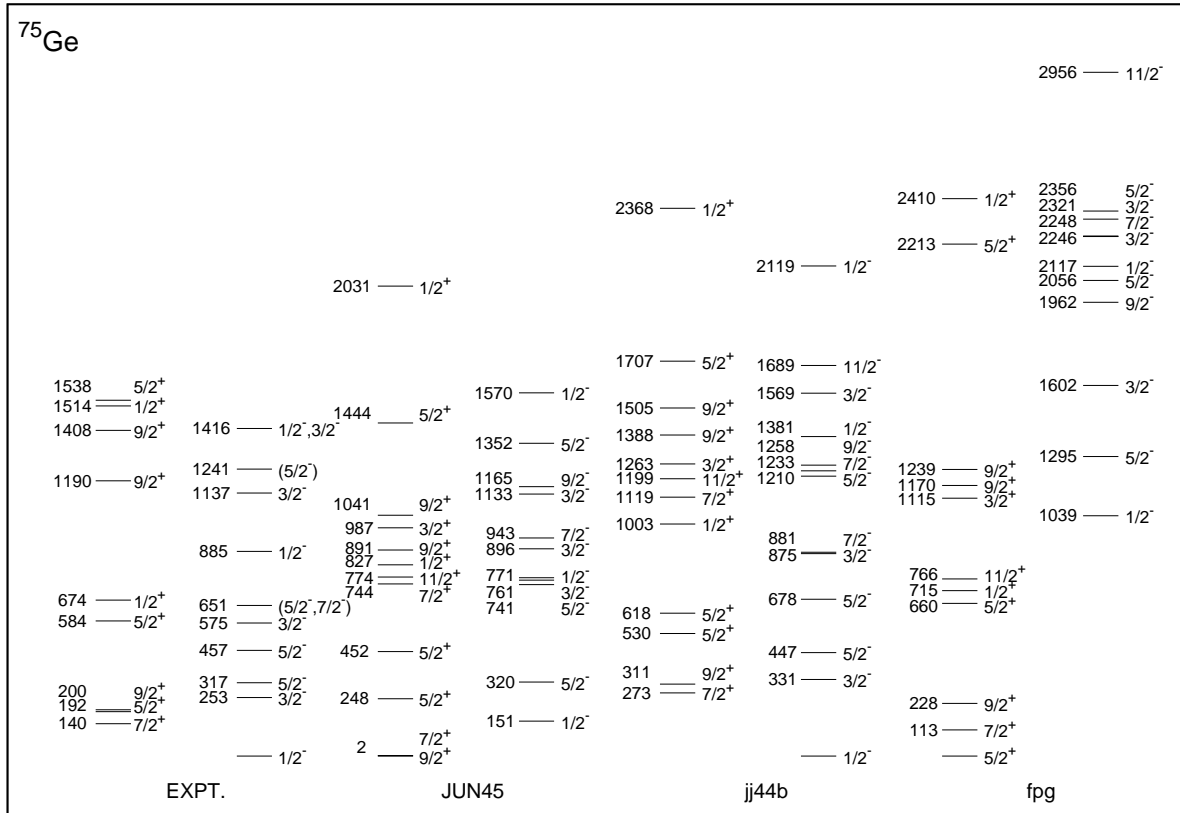 ⁷⁵Ge
2956 11/2⁻
2356 5/2⁻
2410 1/2⁺ 2321 3/2⁻
2368 1/2⁺ 2248 7/2⁻
2213 5/2⁺ 2246 3/2⁻
2119 1/2⁻ 2117 1/2⁻
2031 1/2⁺ 2056 5/2⁻
1962 9/2⁻
1707 5/2⁺ 1689 11/2⁻
1538 5/2⁺ 1570 1/2⁻ 1569 3/2⁻ 1602 3/2⁻
1514 1/2⁺ 1444 5/2⁺ 1505 9/2⁺
1408 9/2⁺ 1416 1/2⁻,3/2⁻ 1352 5/2⁻ 1388 9/2⁺ 1381 1/2⁻
1258 9/2⁻ 1295 5/2⁻
1241 (5/2⁻) 1263 3/2⁺ 1233 7/2⁻ 1239 9/2⁺
1190 9/2⁺ 1165 9/2⁻ 1199 11/2⁺ 1210 5/2⁻ 1170 9/2⁺
1137 3/2⁻ 1041 9/2⁺ 1133 3/2⁻ 1119 7/2⁺ 1115 3/2⁺
987 3/2⁺ 943 7/2⁻ 1003 1/2⁺ 1039 1/2⁻
885 1/2⁻ 891 9/2⁺ 896 3/2⁻ 881 7/2⁻
827 1/2⁺ 875 3/2⁻
774 11/2⁺ 771 1/2⁻ 766 11/2⁺
674 1/2⁺ 744 7/2⁺ 761 3/2⁻ 715 1/2⁺
651 (5/2⁻,7/2⁻) 741 5/2⁻ 678 5/2⁻ 660 5/2⁺
584 5/2⁺ 575 3/2⁻ 618 5/2⁺
457 5/2⁻ 452 5/2⁺ 530 5/2⁺ 447 5/2⁻
317 5/2⁻ 320 5/2⁻ 311 9/2⁺ 331 3/2⁻
200 9/2⁺ 253 3/2⁻ 248 5/2⁺ 273 7/2⁺ 228 9/2⁺
192 5/2⁺
140 7/2⁺ 151 1/2⁻ 113 7/2⁺
7/2⁺
1/2⁻ 2 9/2⁺ 1/2⁻ 5/2⁺
EXPT. JUN45 jj44b fpg